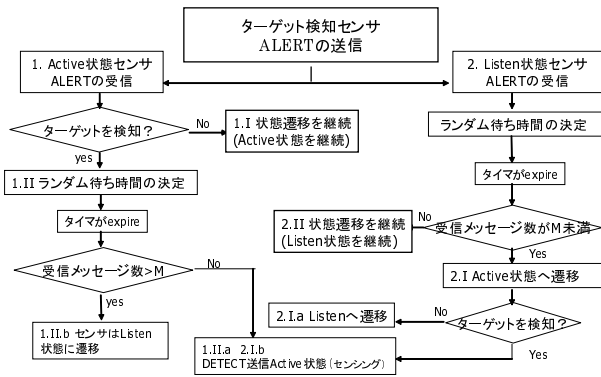 ターゲット検知センサ
ALERTの送信
1. Active状態センサ
ALERTの受信
2. Listen状態センサ
ALERTの受信
ターゲットを検知？
No
1.I 状態遷移を継続
(Active状態を継続)
yes
1.II ランダム待ち時間の決定
タイマがexpire
受信メッセージ数>M
No
yes
1.II.b センサはListen
状態に遷移
ランダム待ち時間の決定
タイマがexpire
受信メッセージ数がM未満
No
2.II 状態遷移を継続
(Listen状態を継続)
Yes
2.I Active状態へ遷移
ターゲットを検知？
No
2.I.a Listenへ遷移
Yes
1.II.a 2.I.b
DETECT送信Active状態(センシング)